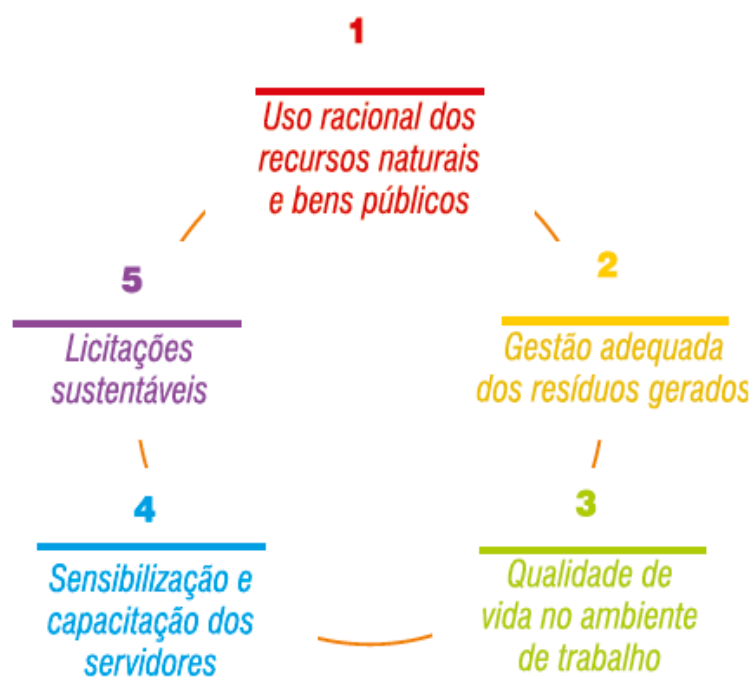 1
Uso racional dos
recursos naturais
e bens públicos
2
Gestão adequada
dos resíduos gerados
3
Qualidade de
vida no ambiente
de trabalho
4
Sensibilização e
capacitação dos
servidores
5
Licitações
sustentáveis